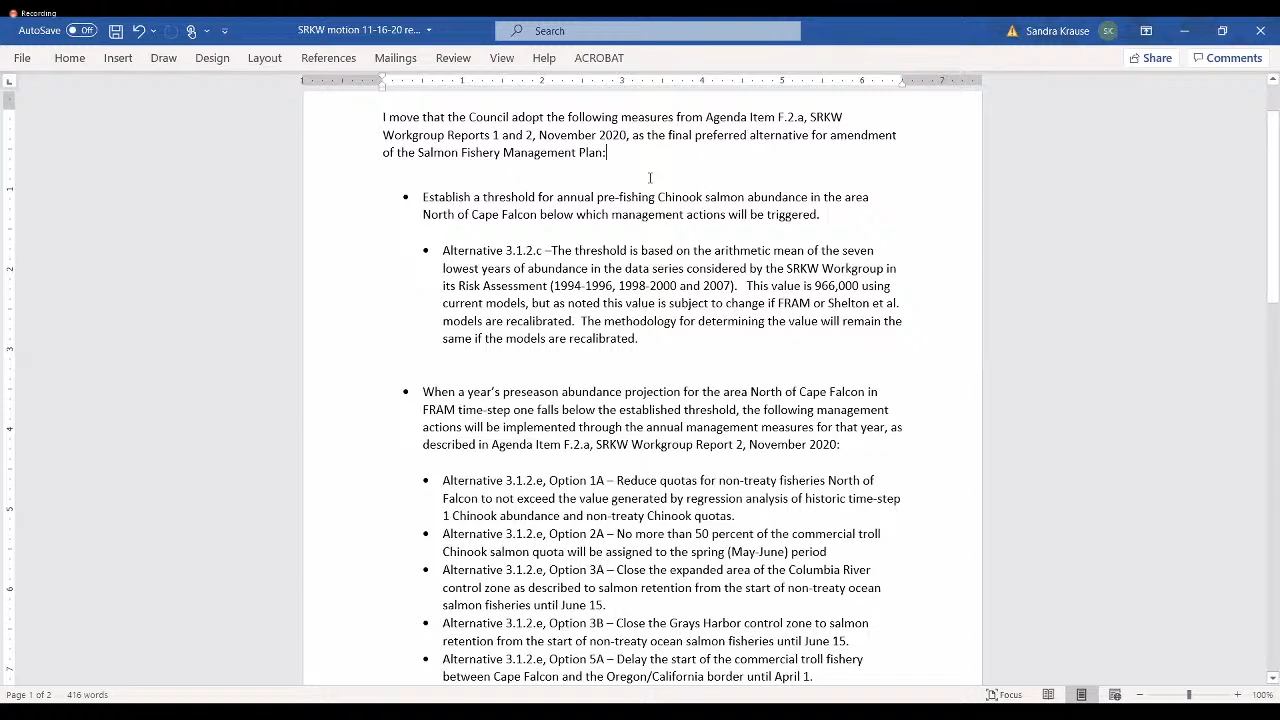 Recording
AutoSave Off
SRKW motion 11-16-20 re...
Search
Sandra Krause SK
File Home Insert Draw Design Layout References Mailings Review View Help ACROBAT
Share Comments
1 2 3 4 5 6 7
I move that the Council adopt the following measures from Agenda Item F.2.a, SRKW
Workgroup Reports 1 and 2, November 2020, as the final preferred alternative for amendment
of the Salmon Fishery Management Plan:
• Establish a threshold for annual pre-fishing Chinook salmon abundance in the area
North of Cape Falcon below which management actions will be triggered.
• Alternative 3.1.2.c –The threshold is based on the arithmetic mean of the seven
lowest years of abundance in the data series considered by the SRKW Workgroup in
its Risk Assessment (1994-1996, 1998-2000 and 2007). This value is 966,000 using
current models, but as noted this value is subject to change if FRAM or Shelton et al.
models are recalibrated. The methodology for determining the value will remain the
same if the models are recalibrated.
• When a year's preseason abundance projection for the area North of Cape Falcon in
FRAM time-step one falls below the established threshold, the following management
actions will be implemented through the annual management measures for that year, as
described in Agenda Item F.2.a, SRKW Workgroup Report 2, November 2020:
• Alternative 3.1.2.e, Option 1A – Reduce quotas for non-treaty fisheries North of
Falcon to not exceed the value generated by regression analysis of historic time-step
1 Chinook abundance and non-treaty Chinook quotas.
• Alternative 3.1.2.e, Option 2A – No more than 50 percent of the commercial troll
Chinook salmon quota will be assigned to the spring (May-June) period
• Alternative 3.1.2.e, Option 3A – Close the expanded area of the Columbia River
control zone as described to salmon retention from the start of non-treaty ocean
salmon fisheries until June 15.
• Alternative 3.1.2.e, Option 3B – Close the Grays Harbor control zone to salmon
retention from the start of non-treaty ocean salmon fisheries until June 15.
• Alternative 3.1.2.e, Option 5A – Delay the start of the commercial troll fishery
between Cape Falcon and the Oregon/California border until April 1.
1 2 3 4 5 6 7
Page 1 of 2 416 words
Focus
100%